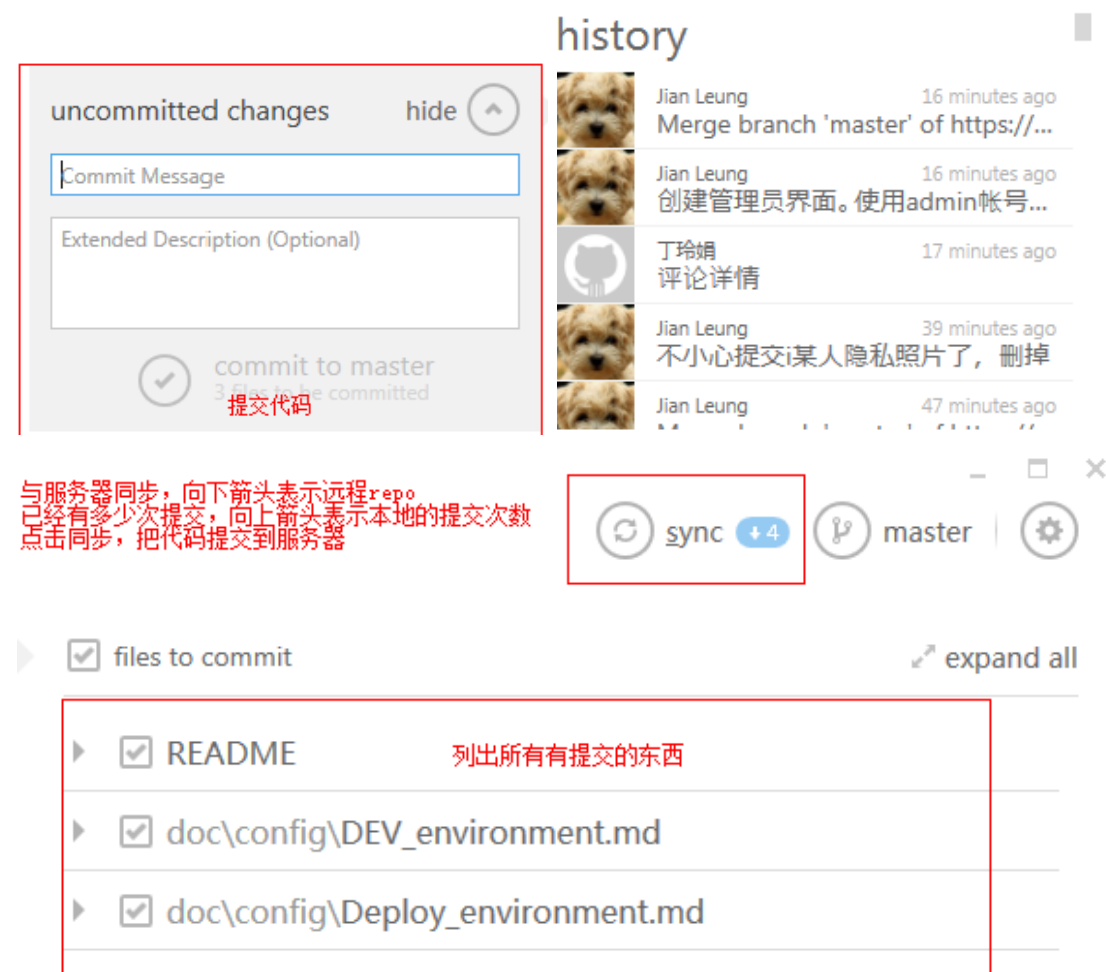 history
uncommitted changes
hide
Commit Message
Extended Description (Optional)
commit to master
3 files to be committed
提交代码
Jian Leung
16 minutes ago
Merge branch 'master' of https://...
Jian Leung
16 minutes ago
创建管理员界面。使用admin帐号...
丁玲娟
17 minutes ago
评论详情
Jian Leung
39 minutes ago
不小心提交i某人隐私照片了，删掉
Jian Leung
47 minutes ago
与服务器同步，向下箭头表示远程repo
已经有多少次提交，向上箭头表示本地的提交次数
点击同步，把代码提交到服务器
sync
4
master
files to commit
expand all
README
列出所有有提交的东西
doc\config\DEV_environment.md
doc\config\Deploy_environment.md